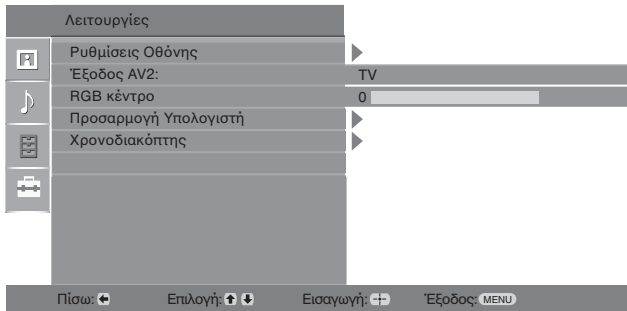 Λειτουργίες
Ρυθμίσεις Οθόνης
Έξοδος AV2: TV
RGB κέντρο 0
Προσαρμογή Υπολογιστή
Χρονοδιακόπτης
Πίσω: Επιλογή: Εισαγωγή: Έξοδος: MENU